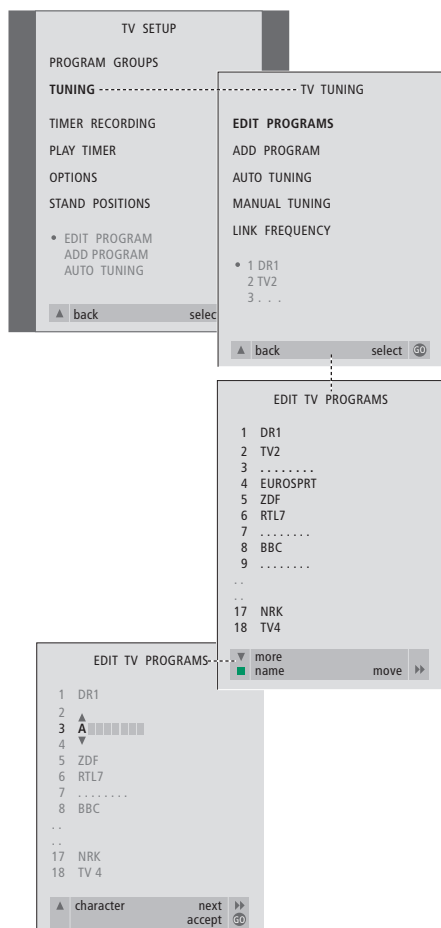 TV SETUP
PROGRAM GROUPS
TUNING
TIMER RECORDING
PLAY TIMER
OPTIONS
STAND POSITIONS
• EDIT PROGRAM
ADD PROGRAM
AUTO TUNING
▲ back selec
TV TUNING
EDIT PROGRAMS
ADD PROGRAM
AUTO TUNING
MANUAL TUNING
LINK FREQUENCY
• 1 DR1
2 TV2
3 . . .
▲ back select GO
EDIT TV PROGRAMS
1 DR1
2 TV2
3 ........
4 EUROSPRT
5 ZDF
6 RTL7
7 ........
8 BBC
9 ........
. .
. .
17 NRK
18 TV4
▼ more
name move
EDIT TV PROGRAMS
1 DR1
2
3 A
4
5 ZDF
6 RTL7
7 ........
8 BBC
. .
. .
17 NRK
18 TV 4
▲ character next
accept GO